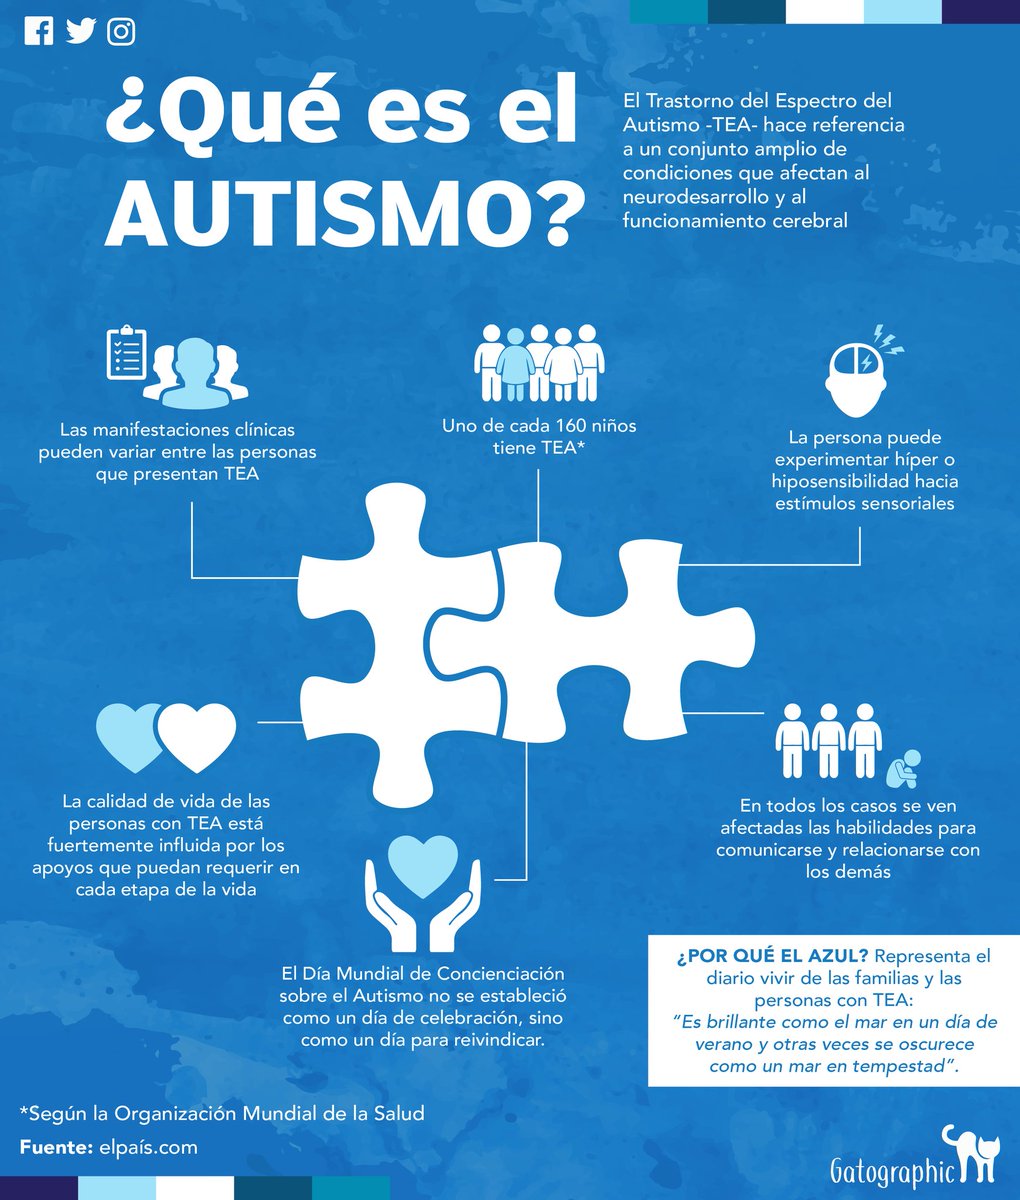 ¿Qué es el
AUTISMO?
El Trastorno del Espectro del
Autismo -TEA- hace referencia
a un conjunto amplio de
condiciones que afectan al
neurodesarrollo y al
funcionamiento cerebral
Las manifestaciones clínicas
pueden variar entre las personas
que presentan TEA
Uno de cada 160 niños
tiene TEA*
La persona puede
experimentar híper o
hiposensibilidad hacia
estímulos sensoriales
La calidad de vida de las
personas con TEA está
fuertemente influida por los
apoyos que puedan requerir en
cada etapa de la vida
En todos los casos se ven
afectadas las habilidades para
comunicarse y relacionarse con
los demás
El Día Mundial de Concienciación
sobre el Autismo no se estableció
como un día de celebración, sino
como un día para reivindicar.
¿POR QUÉ EL AZUL? Representa el
diario vivir de las familias y las
personas con TEA:
“Es brillante como el mar en un día de
verano y otras veces se oscurece
como un mar en tempestad”.
*Según la Organización Mundial de la Salud
Fuente: elpaís.com
Gatographic